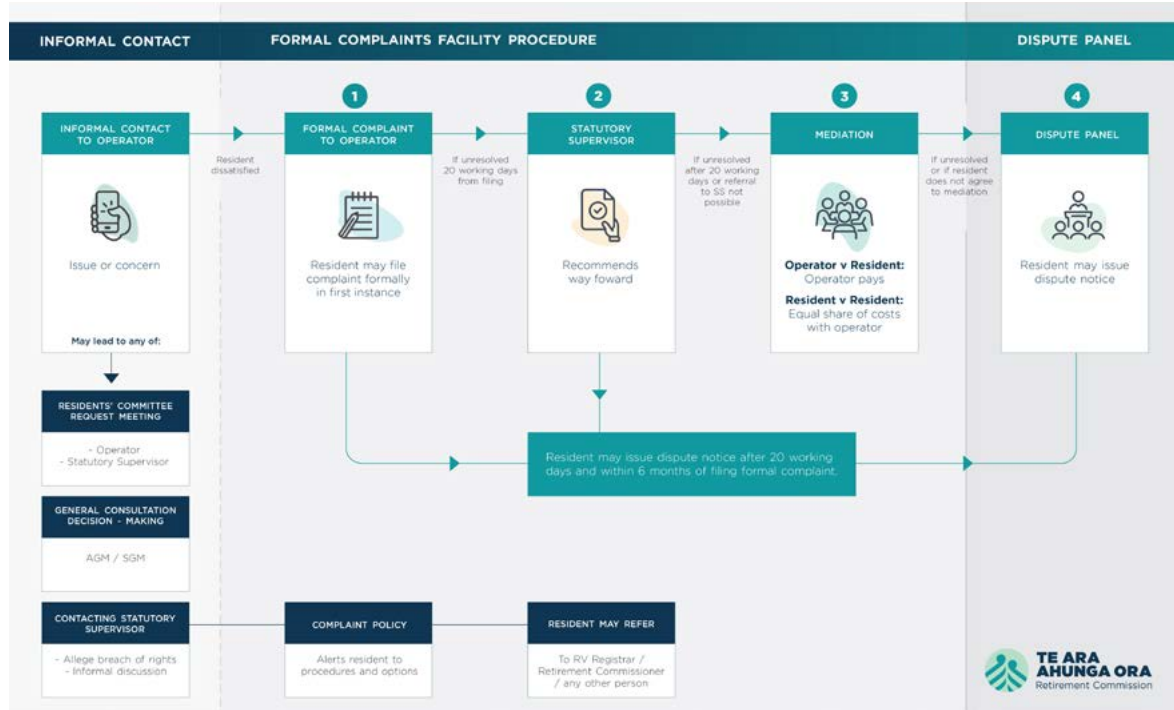 INFORMAL CONTACT
FORMAL COMPLAINTS FACILITY PROCEDURE
DISPUTE PANEL
INFORMAL CONTACT
TO OPERATOR
Issue or concern
May lead to any of:
Resident
dissatisfied
1
FORMAL COMPLAINT
TO OPERATOR
Resident may file
complaint formally
in first instance
If unresolved
20 working days
from filing
2
STATUTORY
SUPERVISOR
Recommends
way foward
If unresolved
after 20 working
days or referral
to SS not
possible
3
MEDIATION
Operator v Resident:
Operator pays
Resident v Resident:
Equal share of costs
with operator
If unresolved
or if resident
does not agree
to mediation
4
DISPUTE PANEL
Resident may issue
dispute notice
RESIDENTS' COMMITTEE
REQUEST MEETING
- Operator
- Statutory Supervisor
Resident may issue dispute notice after 20 working
days and within 6 months of filing formal complaint.
GENERAL CONSULTATION
DECISION - MAKING
AGM / SGM
CONTACTING STATUTORY
SUPERVISOR
- Allege breach of rights
- Informal discussion
COMPLAINT POLICY
Alerts resident to
procedures and options
RESIDENT MAY REFER
To RV Registrar /
Retirement Commissioner
/ any other person
TE ARA
AHUNGA ORA
Retirement Commission